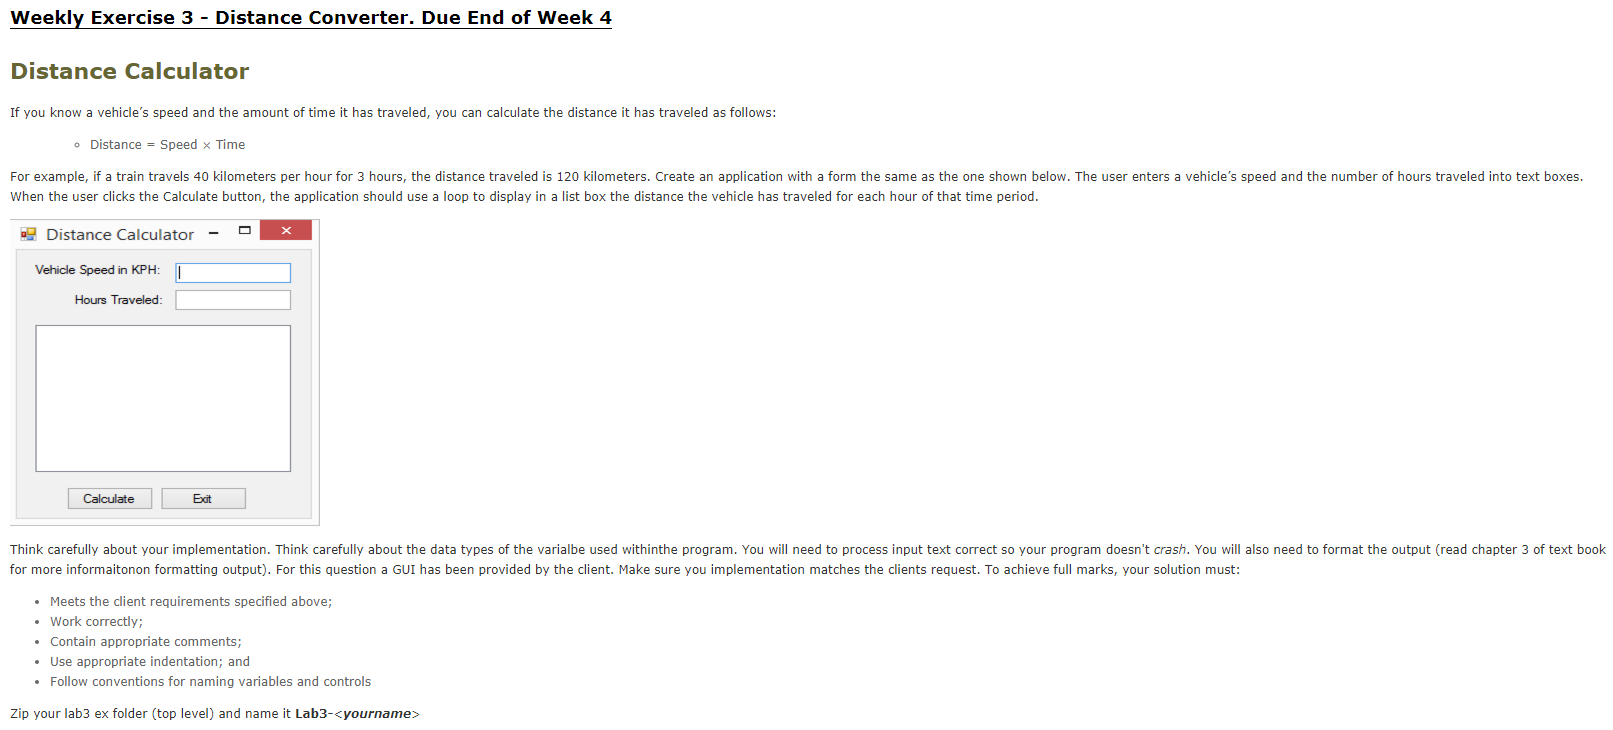 Weekly Exercise 3 - Distance Converter. Due End of Week 4
Distance Calculator
If you know a vehicle’s speed and the amount of time it has traveled, you can calculate the distance it has traveled as follows:
Distance = Speed × Time
For example, if a train travels 40 kilometers per hour for 3 hours, the distance traveled is 120 kilometers. Create an application with a form the same as the one shown below. The user enters a vehicle’s speed and the number of hours traveled into text boxes.
When the user clicks the Calculate button, the application should use a loop to display in a list box the distance the vehicle has traveled for each hour of that time period.
Distance Calculator
Vehicle Speed in KPH:
Hours Traveled:
Calculate Exit
Think carefully about your implementation. Think carefully about the data types of the varialbe used withinthe program. You will need to process input text correct so your program doesn't crash. You will also need to format the output (read chapter 3 of text book
for more informaitonon formatting output). For this question a GUI has been provided by the client. Make sure you implementation matches the clients request. To achieve full marks, your solution must:
Meets the client requirements specified above;
Work correctly;
Contain appropriate comments;
Use appropriate indentation; and
Follow conventions for naming variables and controls
Zip your lab3 ex folder (top level) and name it Lab3-<yourname>